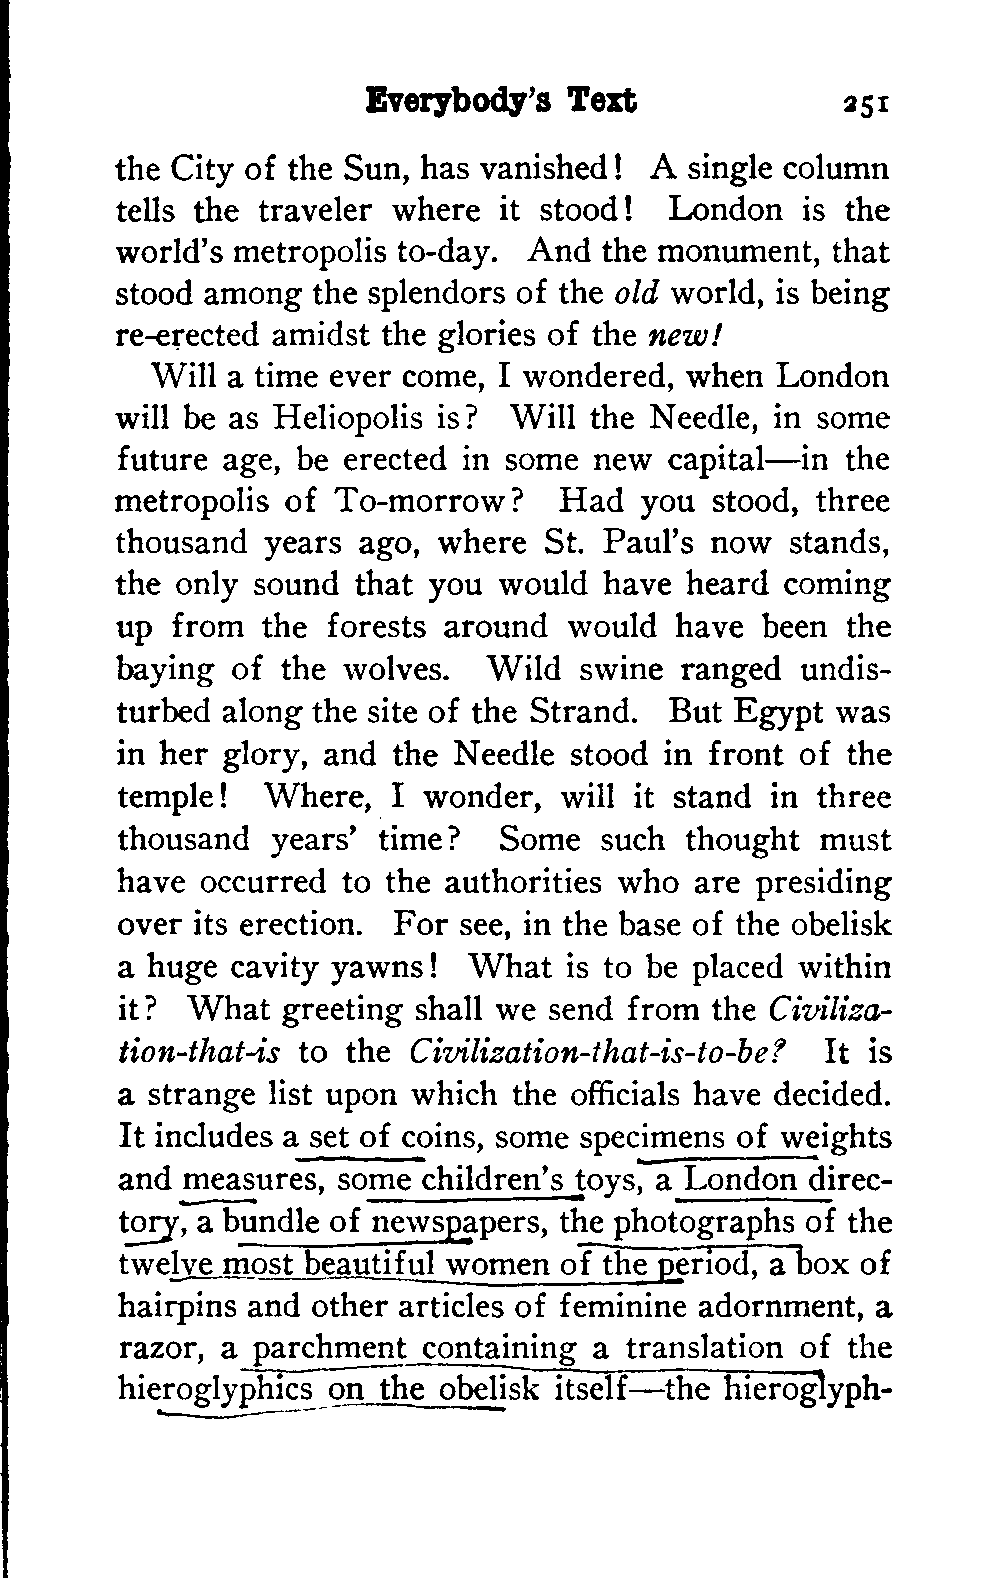 Everybody's Text 251
the City of the Sun, has vanished! A single column
tells the traveler where it stood! London is the
world's metropolis to-day. And the monument, that
stood among the splendors of the old world, is being
re-erected amidst the glories of the new!
Will a time ever come, I wondered, when London
will be as Heliopolis is? Will the Needle, in some
future age, be erected in some new capital—in the
metropolis of To-morrow? Had you stood, three
thousand years ago, where St. Paul's now stands,
the only sound that you would have heard coming
up from the forests around would have been the
baying of the wolves. Wild swine ranged undis-
turbed along the site of the Strand. But Egypt was
in her glory, and the Needle stood in front of the
temple! Where, I wonder, will it stand in three
thousand years' time? Some such thought must
have occurred to the authorities who are presiding
over its erection. For see, in the base of the obelisk
a huge cavity yawns! What is to be placed within
it? What greeting shall we send from the Civiliza-
tion-that-is to the Civilization-that-is-to-be? It is
a strange list upon which the officials have decided.
It includes a set of coins, some specimens of weights
and measures, some children's toys, a London direc-
tory, a bundle of newspapers, the photographs of the
twelve most beautiful women of the period, a box of
hairpins and other articles of feminine adornment, a
razor, a parchment containing a translation of the
hieroglyphics on the obelisk itself—the hieroglyph-